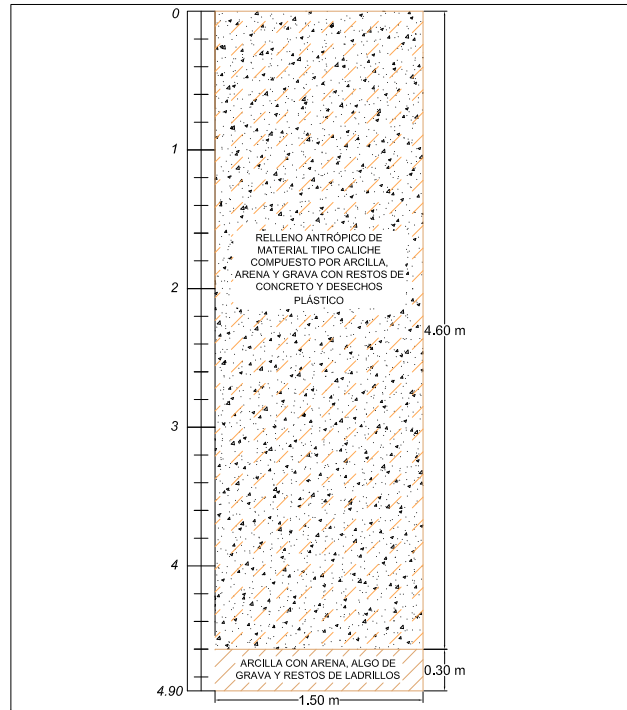 0
1
RELLENO ANTRÓPICO DE
MATERIAL TIPO CALICHE
COMPUESTO POR ARCILLA,
ARENA Y GRAVA CON RESTOS DE
CONCRETO Y DESECHOS
PLÁSTICO
2
4.60 m
3
4
ARCILLA CON ARENA, ALGO DE
GRAVA Y RESTOS DE LADRILLOS
0.30 m
4.90
1.50 m